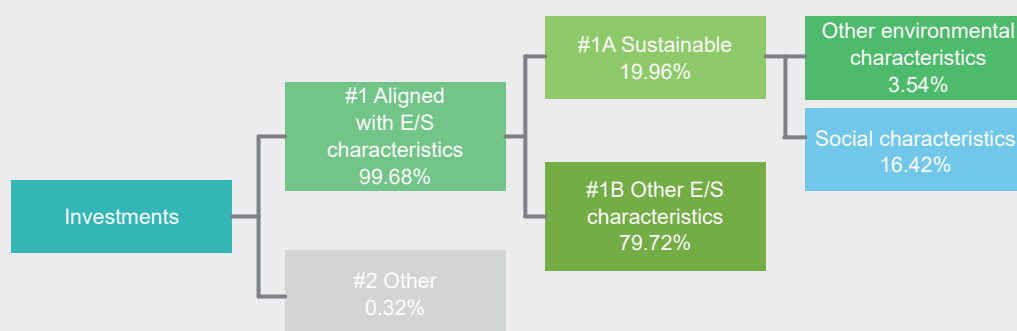 Investments
#1 Aligned
with E/S
characteristics
99.68%
#2 Other
0.32%
#1A Sustainable
19.96%
#1B Other E/S
characteristics
79.72%
Other environmental
characteristics
3.54%
Social characteristics
16.42%